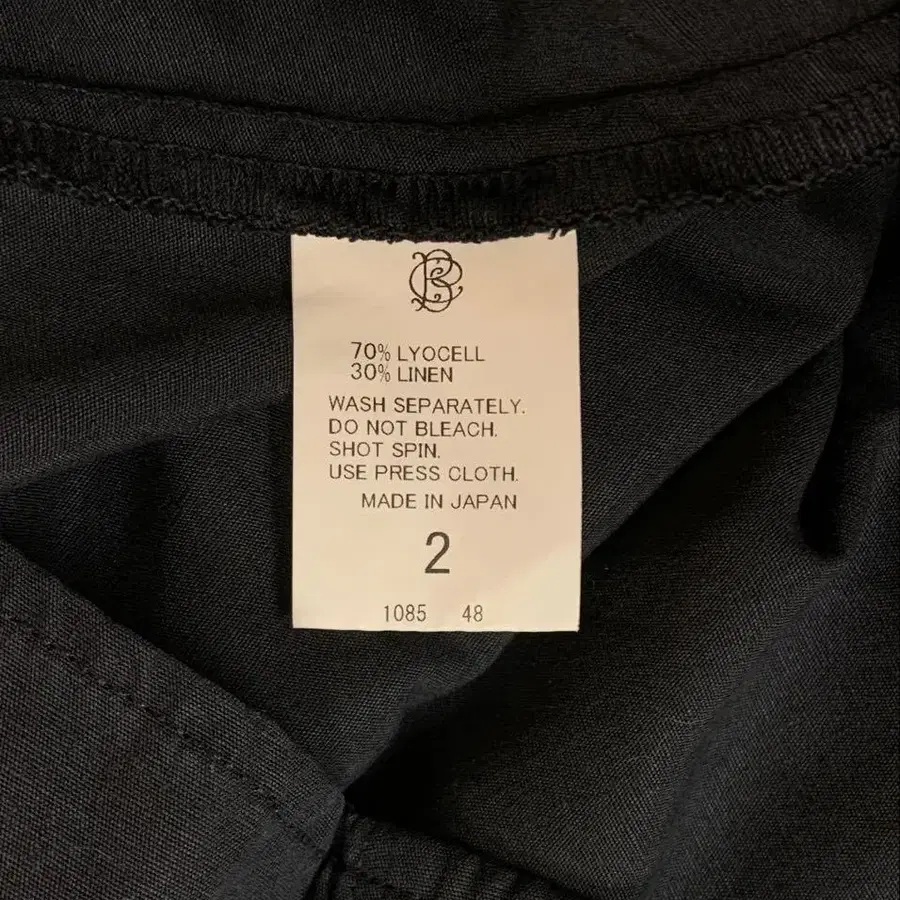 70% LYOCELL
30% LINEN
WASH SEPARATELY.
DO NOT BLEACH.
SHOT SPIN.
USE PRESS CLOTH.
MADE IN JAPAN
2
1085 48